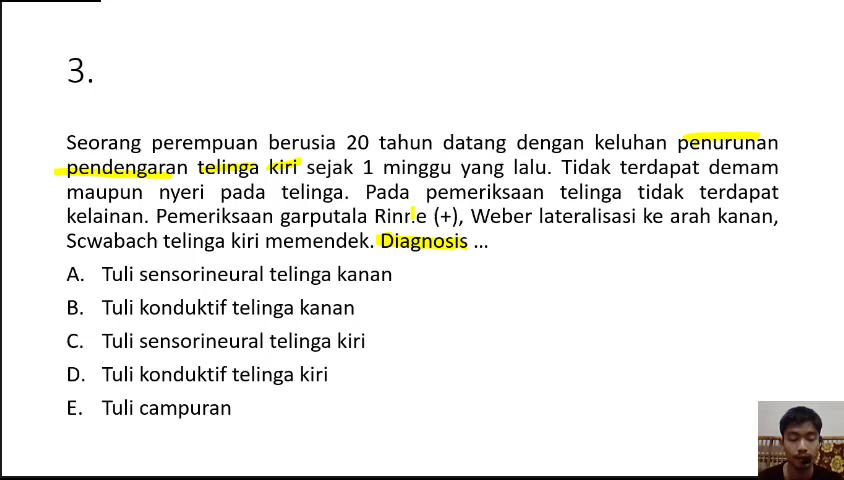 3.
Seorang perempuan berusia 20 tahun datang dengan keluhan penurunan
pendengaran telinga kiri sejak 1 minggu yang lalu. Tidak terdapat demam
maupun nyeri pada telinga. Pada pemeriksaan telinga tidak terdapat
kelainan. Pemeriksaan garputala Rinne (+), Weber lateralisasi ke arah kanan,
Scwabach telinga kiri memendek. Diagnosis ...
A. Tuli sensorineural telinga kanan
B. Tuli konduktif telinga kanan
C. Tuli sensorineural telinga kiri
D. Tuli konduktif telinga kiri
E. Tuli campuran